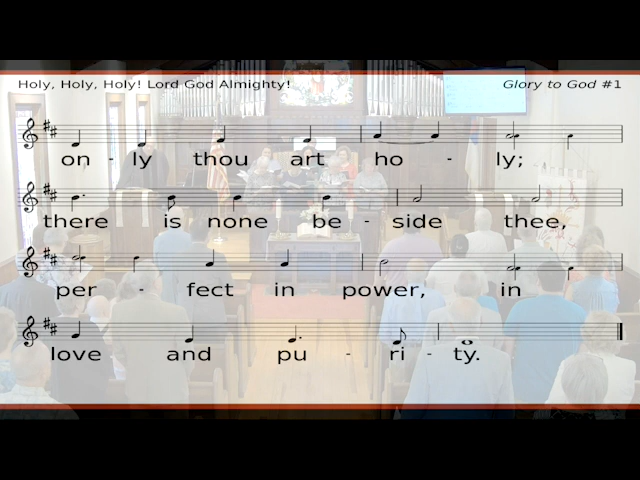 Holy, Holy, Holy! Lord God Almighty! Glory to God #1
on - ly thou art ho - ly;
there is none be - side thee,
per - fect in power, in
love and pu - ri - ty.